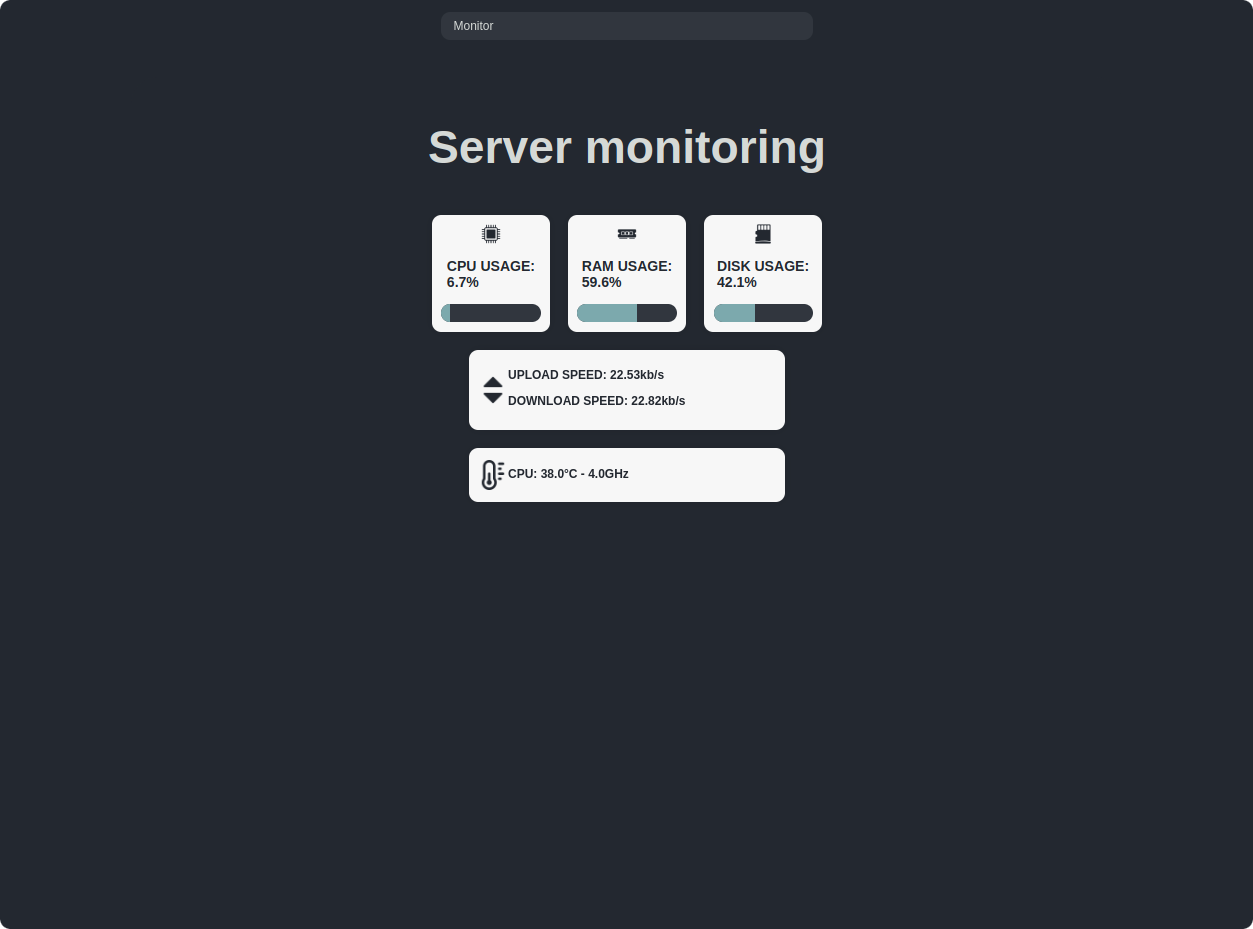 Monitor
Server monitoring
CPU USAGE:
6.7%
RAM USAGE:
59.6%
DISK USAGE:
42.1%
UPLOAD SPEED: 22.53kb/s
DOWNLOAD SPEED: 22.82kb/s
CPU: 38.0°C - 4.0GHz